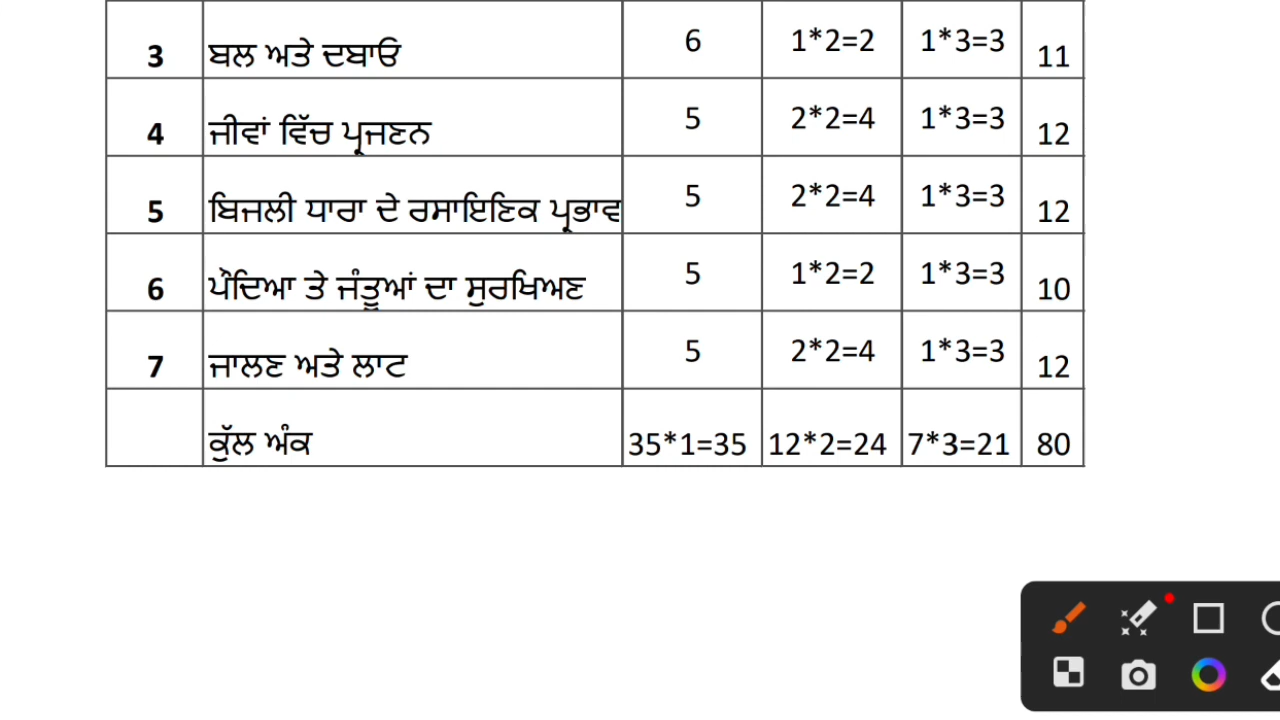 3 ਬਲ ਅਤੇ ਦਬਾਓ 6 1*2=2 1*3=3 11
4 ਜੀਵਾਂ ਵਿੱਚ ਪ੍ਰਜਣਨ 5 2*2=4 1*3=3 12
5 ਬਿਜਲੀ ਧਾਰਾ ਦੇ ਰਸਾਇਣਿਕ ਪ੍ਰਭਾਵ 5 2*2=4 1*3=3 12
6 ਪੌਦਿਆ ਤੇ ਜੰਤੂਆਂ ਦਾ ਸੁਰਖਿਅਣ 5 1*2=2 1*3=3 10
7 ਜਾਲਣ ਅਤੇ ਲਾਟ 5 2*2=4 1*3=3 12
ਕੁੱਲ ਅੰਕ 35*1=35 12*2=24 7*3=21 80